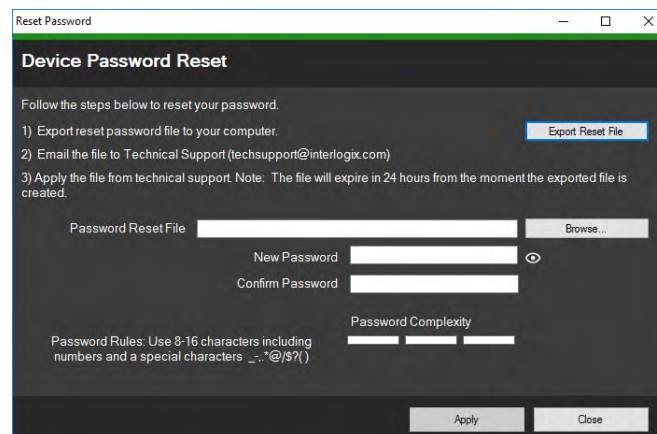 Reset Password
Device Password Reset
Follow the steps below to reset your password.
1) Export reset password file to your computer.
Export Reset File
2) Email the file to Technical Support (techsupport@interlogix.com)
3) Apply the file from technical support. Note: The file will expire in 24 hours from the moment the exported file is
created.
Password Reset File
Browse...
New Password
Confirm Password
Password Complexity
Password Rules: Use 8-16 characters including
numbers and a special characters _-,.*@/$?( )
Apply
Close